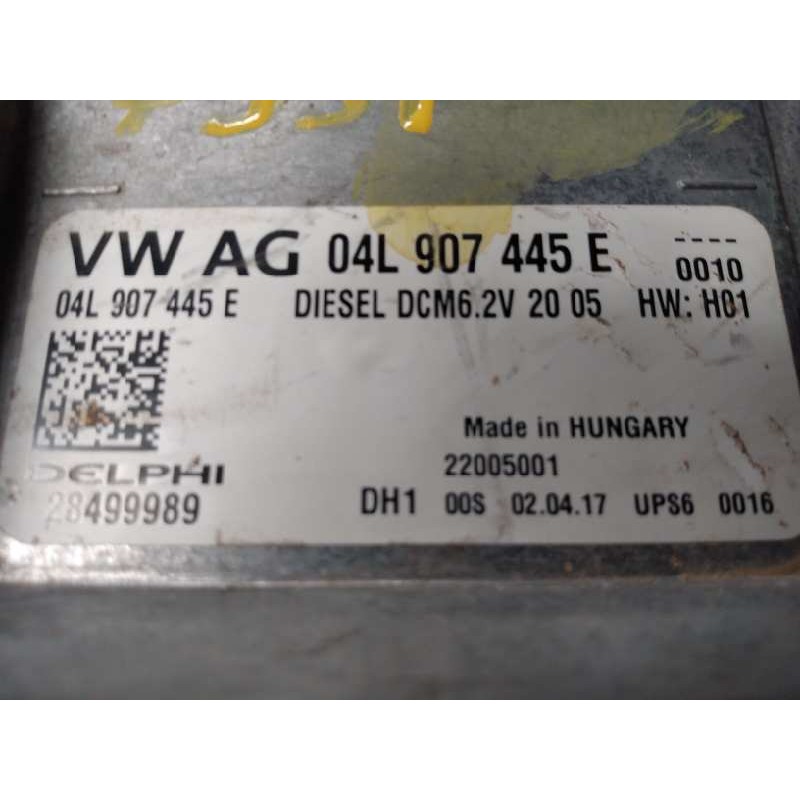 VW AG 04L 907 445 E ---- 0010
04L 907 445 E DIESEL DCM6.2V 20 05 HW: H01
Made in HUNGARY
DELPHI 22005001
28499989 DH1 00S 02.04.17 UPS6 0016